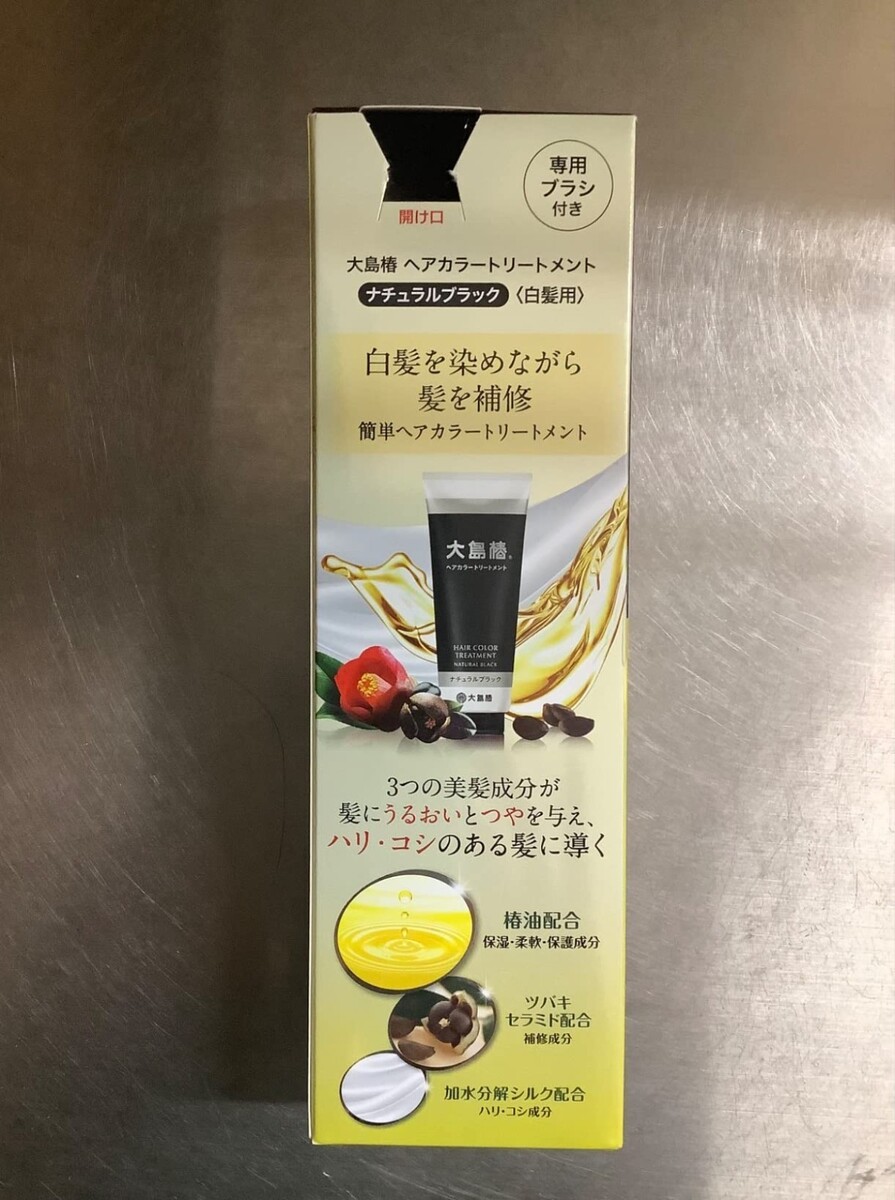 専用
ブラシ
付き
開け口
大島椿 ヘアカラートリートメント
ナチュラルブラック 〈白髪用〉
白髪を染めながら
髪を補修
簡単ヘアカラートリートメント
大島椿®
ヘアカラートリートメント
HAIR COLOR
TREATMENT
NATURAL BLACK
ナチュラルブラック
大島椿
3つの美髪成分が
髪にうるおいとつやを与え、
ハリ・コシのある髪に導く
椿油配合
保湿・柔軟・保護成分
ツバキ
セラミド配合
補修成分
加水分解シルク配合
ハリ・コシ成分